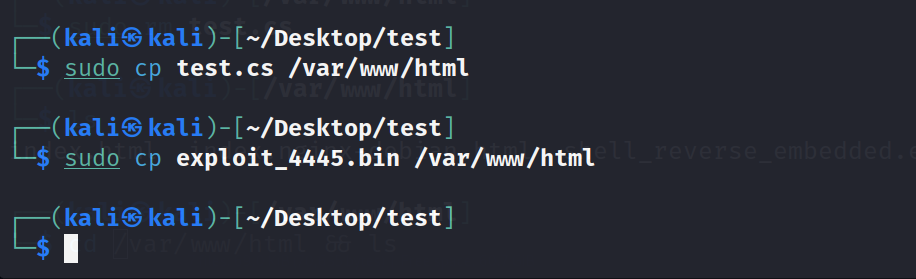 ┌──(kali㉿kali)-[~/Desktop/test]
└─$ sudo cp test.cs /var/www/html
┌──(kali㉿kali)-[~/Desktop/test]
└─$ sudo cp exploit_4445.bin /var/www/html
┌──(kali㉿kali)-[~/Desktop/test]
└─$